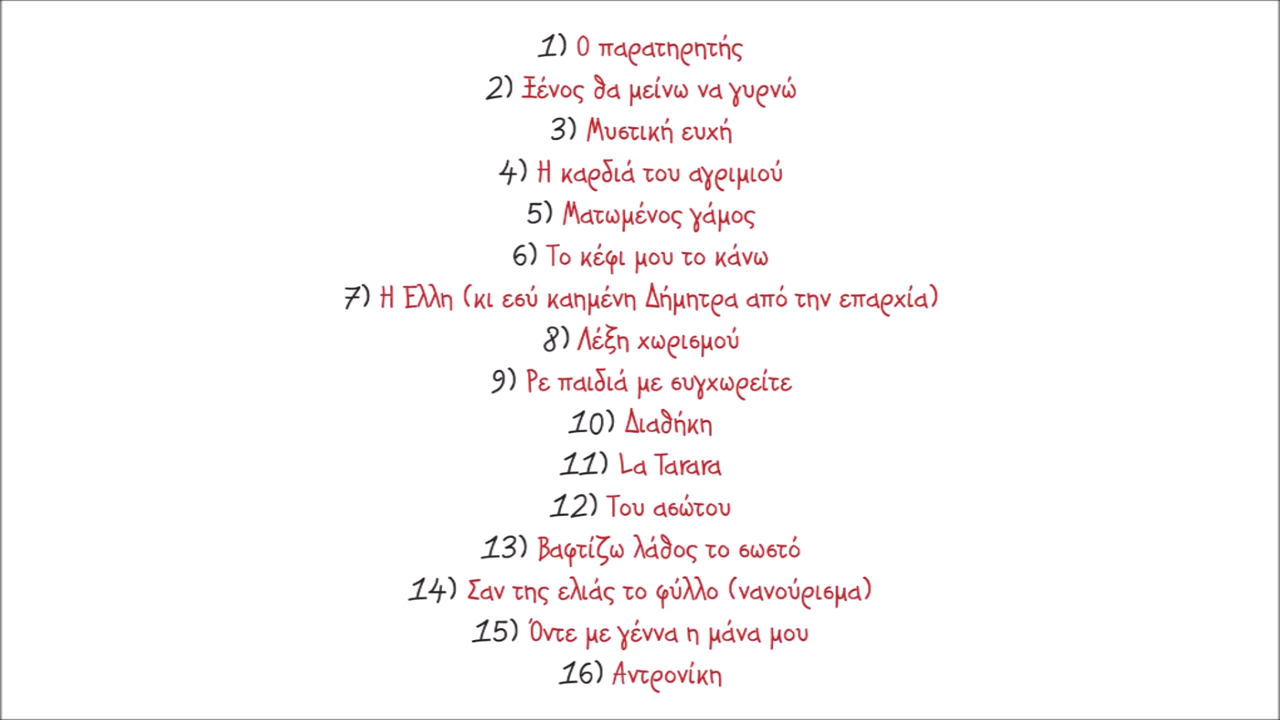 1) Ο παρατηρητής
2) Ξένος θα μείνω να γυρνώ
3) Μυστική ευχή
4) Η καρδιά του αγριμιού
5) Ματωμένος γάμος
6) Το κέφι μου το κάνω
7) Η Ελλη (κι εσύ καημένη Δήμητρα από την επαρχία)
8) Λέξη χωρισμού
9) Ρε παιδιά με συγχωρείτε
10) Διαθήκη
11) La Tarara
12) Του ασώτου
13) Βαφτίζω λάθος το σωστό
14) Σαν της ελιάς το φύλλο (νανούρισμα)
15) Όντε με γέννα η μάνα μου
16) Αντρονίκη